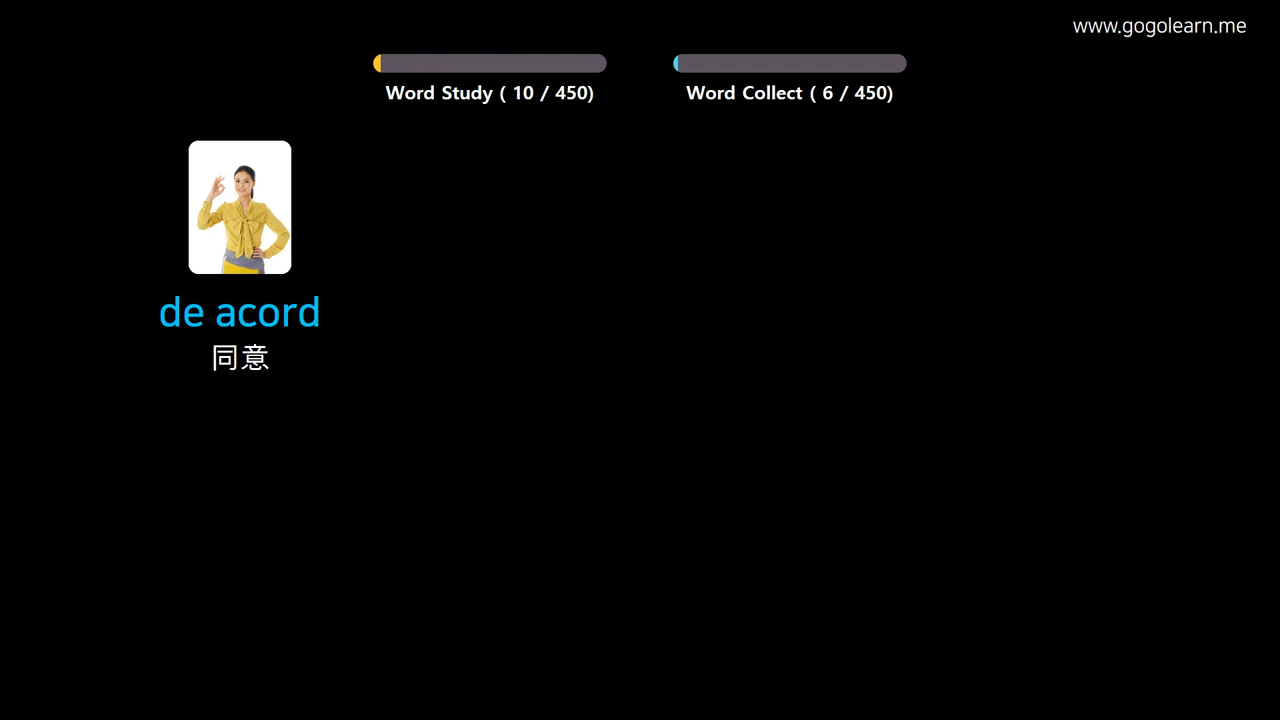 www.gogolearn.me
Word Study ( 10 / 450)
Word Collect ( 6 / 450)
de acord
同意